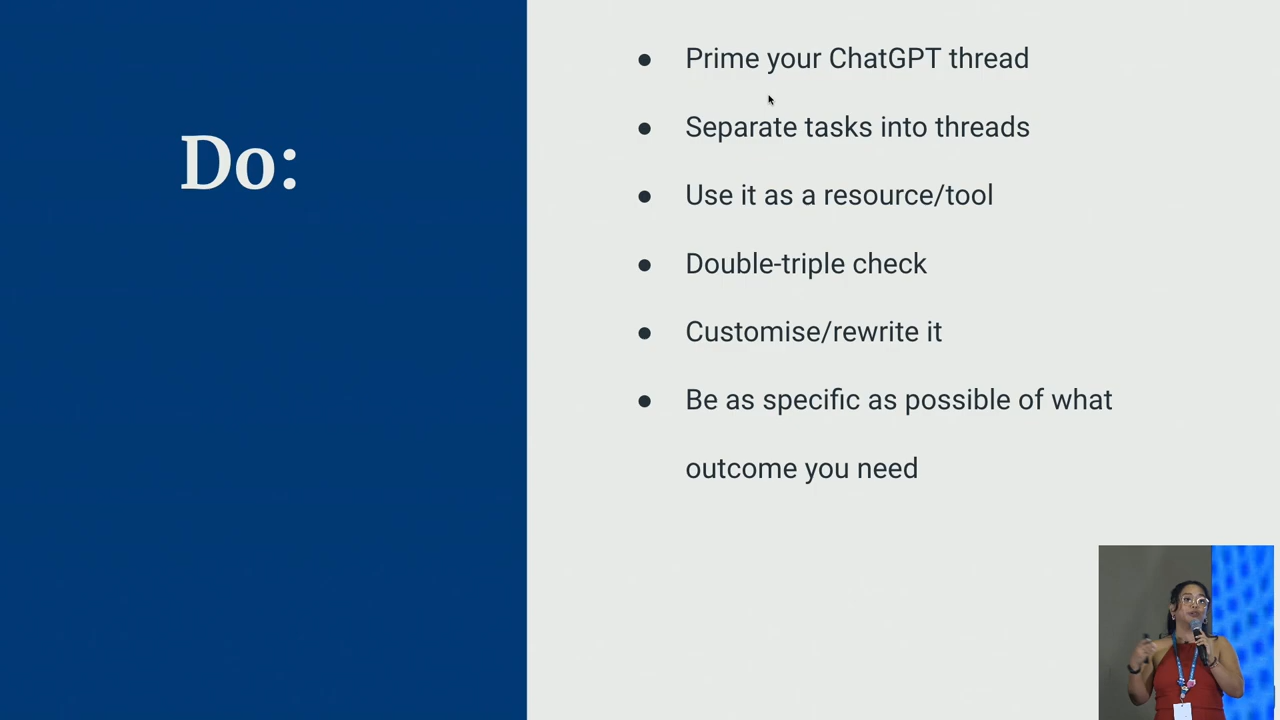 Do:
● Prime your ChatGPT thread
● Separate tasks into threads
● Use it as a resource/tool
● Double-triple check
● Customise/rewrite it
● Be as specific as possible of what
outcome you need